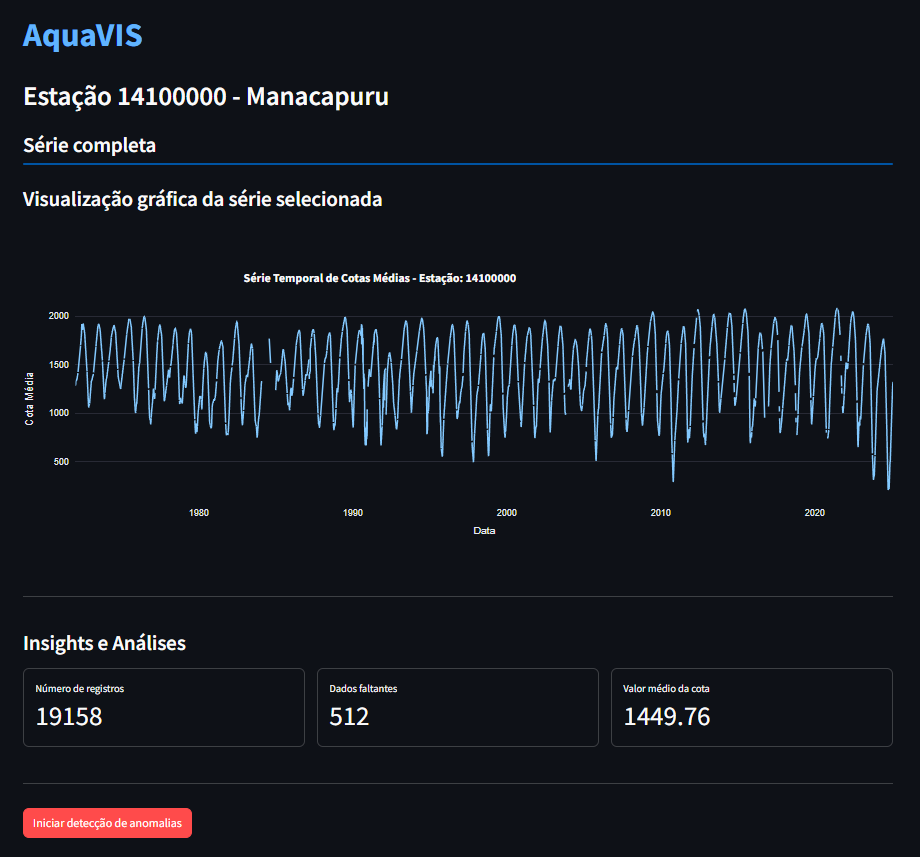 AquaVIS
Estação 14100000 - Manacapuru
Série completa
Visualização gráfica da série selecionada
Série Temporal de Cotas Médias - Estação: 14100000
2000
1500
1000
500
Cota Média
1980 1990 2000 2010 2020
Data
Insights e Análises
Número de registros
19158
Dados faltantes
512
Valor médio da cota
1449.76
Iniciar detecção de anomalias